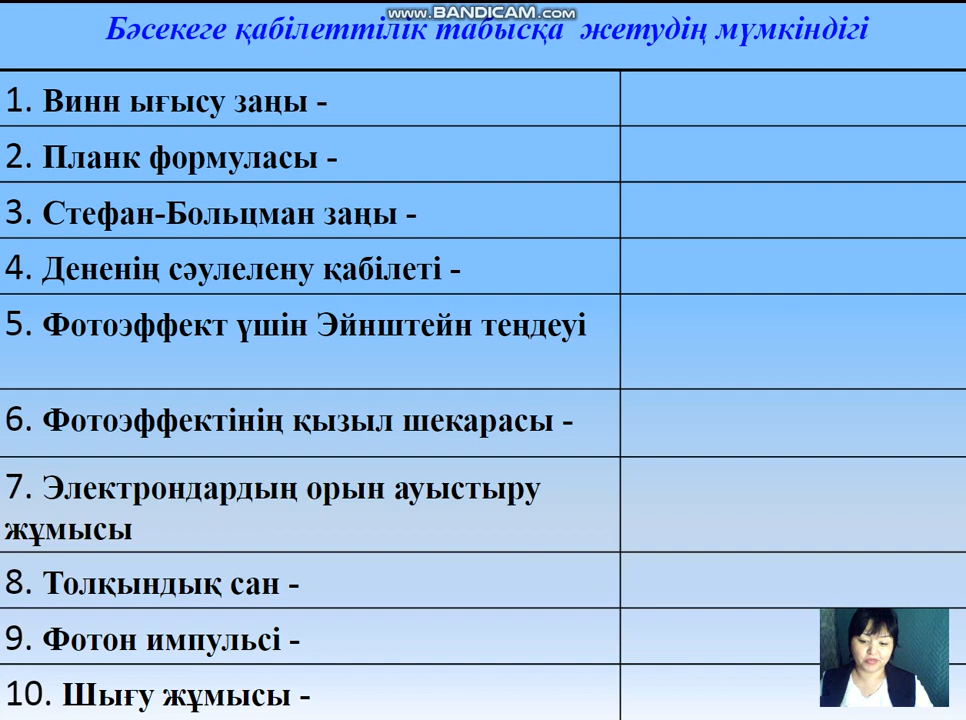 www.BANDICAM.com
Бәсекеге қабілеттілік табысқа жетудің мүмкіндігі
1. Винн ығысу заңы -
2. Планк формуласы -
3. Стефан-Больцман заңы -
4. Дененің сәулелену қабілеті -
5. Фотоэффект үшін Эйнштейн теңдеуі
6. Фотоэффектінің қызыл шекарасы -
7. Электрондардың орын ауыстыру
жұмысы
8. Толқындық сан -
9. Фотон импульсі -
10. Шығу жұмысы -